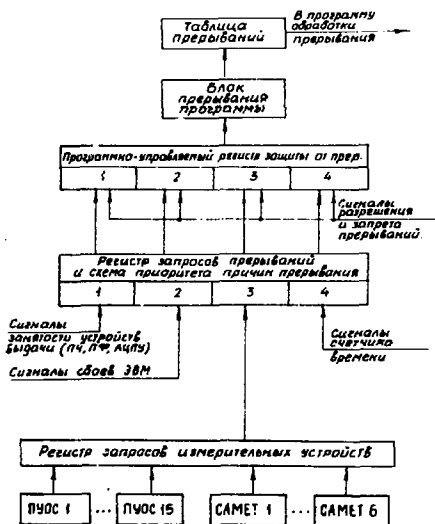 Таблица
прерываний
В программу
обработки
прерывания
Блок
прерывания
программы
Программно-управляемый регистр защиты от прер.
1 2 3 4
Сигналы
разрешения
и запрета
прерываний.
Регистр запросов прерываний
и схема приоритета причин прерывания
1 2 3 4
Сигналы
занятости устройств
выдачи (ПЧ, ПФ, АЦПУ)
Сигналы сбоев ЭВМ
Сигналы
счетчика
времени
Регистр запросов измерительных устройств
ПУОС 1 ... ПУОС 15 САМЕТ 1 ... САМЕТ 6